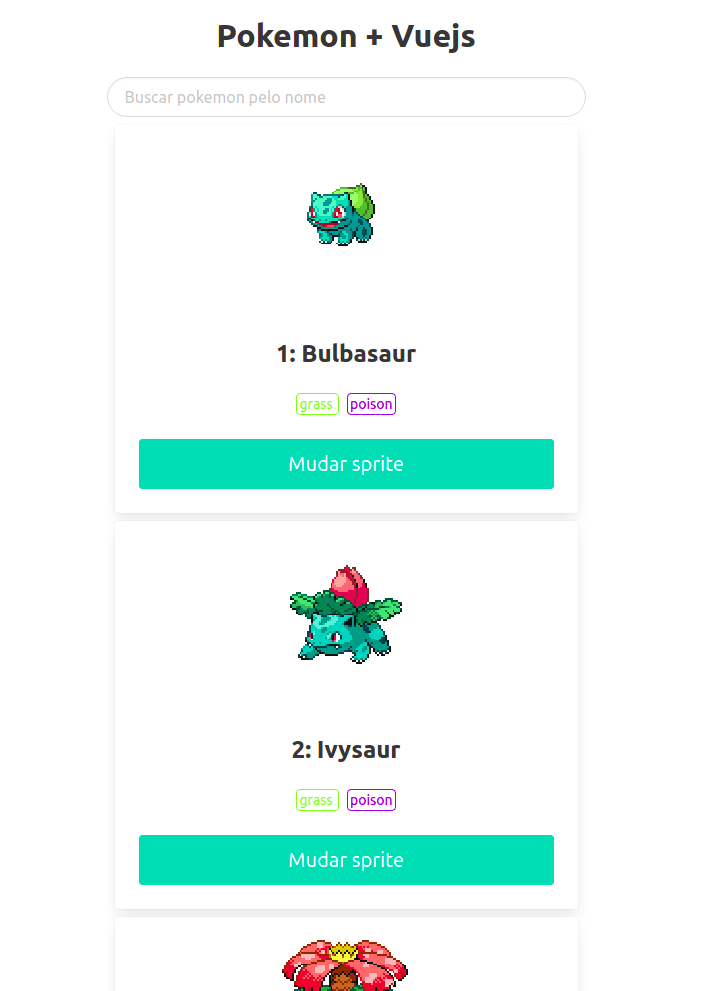 Pokemon + Vuejs
Buscar pokemon pelo nome
1: Bulbasaur
grass poison
Mudar sprite
2: Ivysaur
grass poison
Mudar sprite